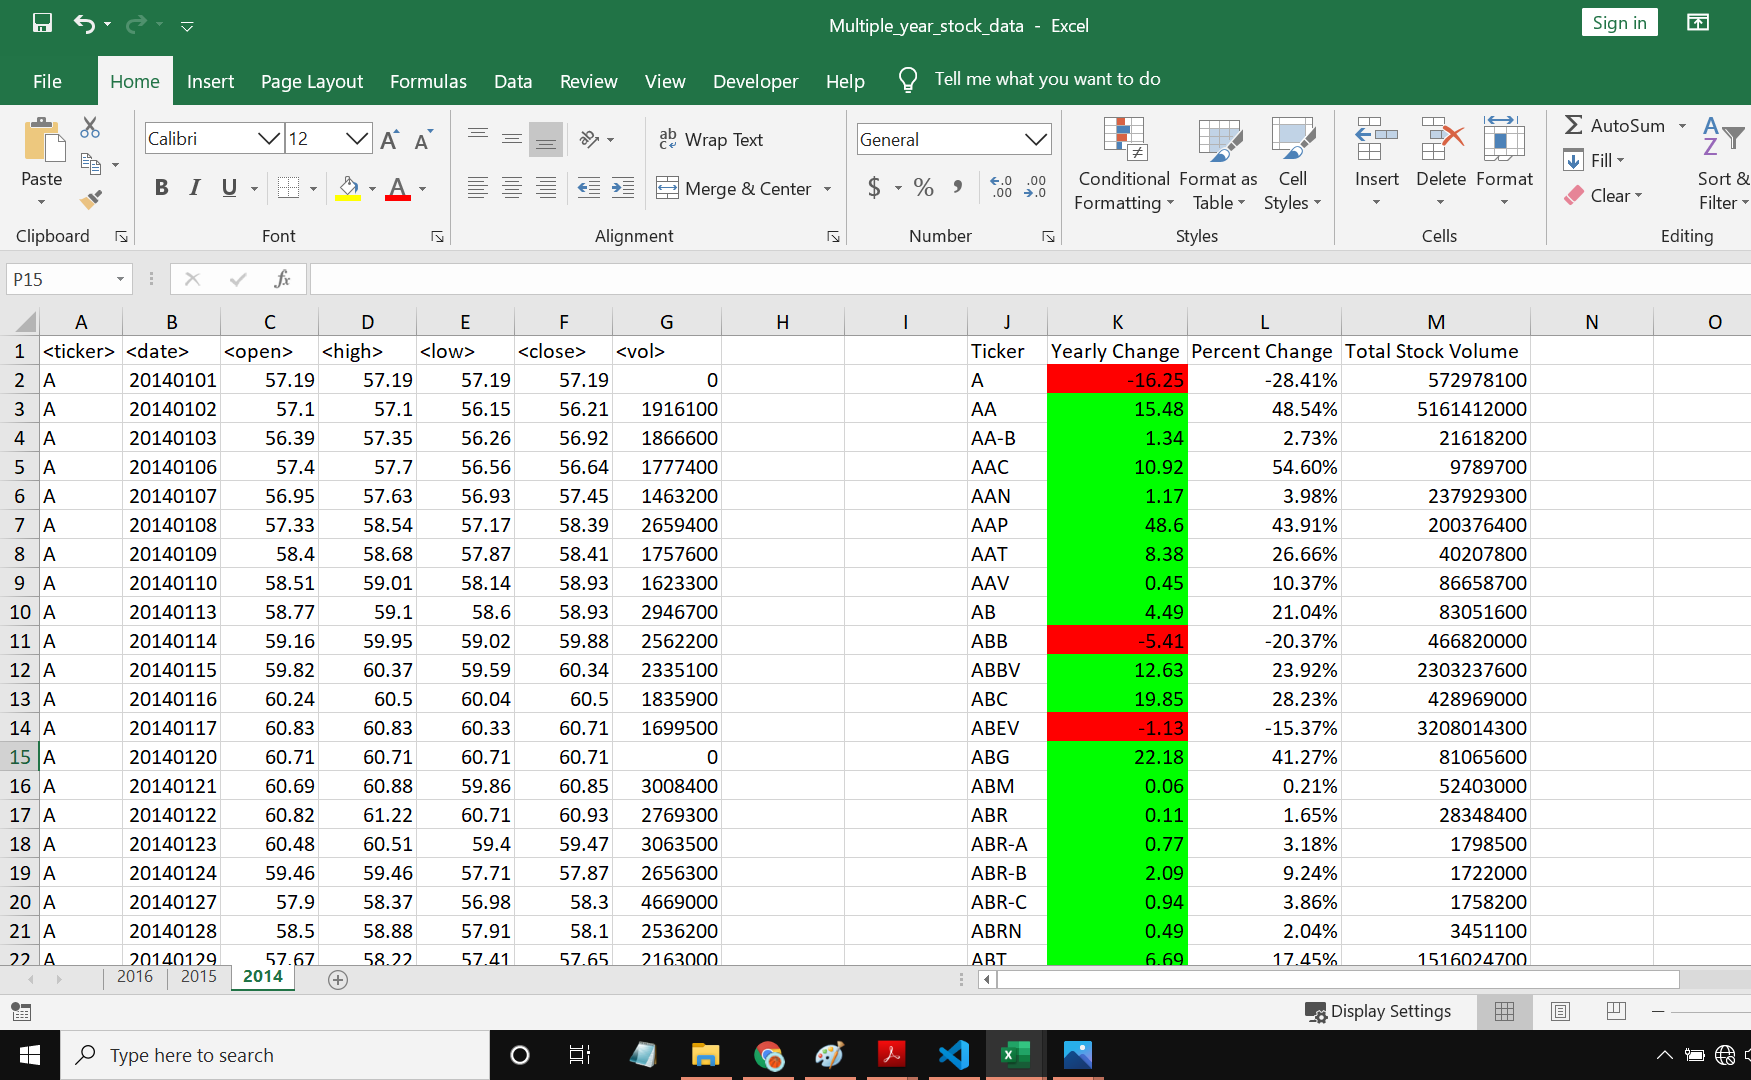 Multiple_year_stock_data - Excel
Sign in
File Home Insert Page Layout Formulas Data Review View Developer Help Tell me what you want to do
Calibri 12 A A ab c Wrap Text General AutoSum A Z
Paste Fill
B I U A Merge & Center $ % , .0 .00 .00 .0
Conditional Formatting Format as Table Cell Styles Insert Delete Format Clear Sort & Filter
Clipboard Font Alignment Number Styles Cells Editing
P15 fx
A B C D E F G H I J K L M N O
1 <ticker> <date> <open> <high> <low> <close> <vol> Ticker Yearly Change Percent Change Total Stock Volume
2 A 20140101 57.19 57.19 57.19 57.19 0 A -16.25 -28.41% 572978100
3 A 20140102 57.1 57.1 56.15 56.21 1916100 AA 15.48 48.54% 5161412000
4 A 20140103 56.39 57.35 56.26 56.92 1866600 AA-B 1.34 2.73% 21618200
5 A 20140106 57.4 57.7 56.56 56.64 1777400 AAC 10.92 54.60% 9789700
6 A 20140107 56.95 57.63 56.93 57.45 1463200 AAN 1.17 3.98% 237929300
7 A 20140108 57.33 58.54 57.17 58.39 2659400 AAP 48.6 43.91% 200376400
8 A 20140109 58.4 58.68 57.87 58.41 1757600 AAT 8.38 26.66% 40207800
9 A 20140110 58.51 59.01 58.14 58.93 1623300 AAV 0.45 10.37% 86658700
10 A 20140113 58.77 59.1 58.6 58.93 2946700 AB 4.49 21.04% 83051600
11 A 20140114 59.16 59.95 59.02 59.88 2562200 ABB -5.41 -20.37% 466820000
12 A 20140115 59.82 60.37 59.59 60.34 2335100 ABBV 12.63 23.92% 2303237600
13 A 20140116 60.24 60.5 60.04 60.5 1835900 ABC 19.85 28.23% 428969000
14 A 20140117 60.83 60.83 60.33 60.71 1699500 ABEV -1.13 -15.37% 3208014300
15 A 20140120 60.71 60.71 60.71 60.71 0 ABG 22.18 41.27% 81065600
16 A 20140121 60.69 60.88 59.86 60.85 3008400 ABM 0.06 0.21% 52403000
17 A 20140122 60.82 61.22 60.71 60.93 2769300 ABR 0.11 1.65% 28348400
18 A 20140123 60.48 60.51 59.4 59.47 3063500 ABR-A 0.77 3.18% 1798500
19 A 20140124 59.46 59.46 57.71 57.87 2656300 ABR-B 2.09 9.24% 1722000
20 A 20140127 57.9 58.37 56.98 58.3 4669000 ABR-C 0.94 3.86% 1758200
21 A 20140128 58.5 58.88 57.91 58.1 2536200 ABRN 0.49 2.04% 3451100
22 A 20140129 57.67 58.22 57.41 57.65 2163000 ABT 6.69 17.45% 1516024700
2016 2015 2014
Display Settings
Type here to search